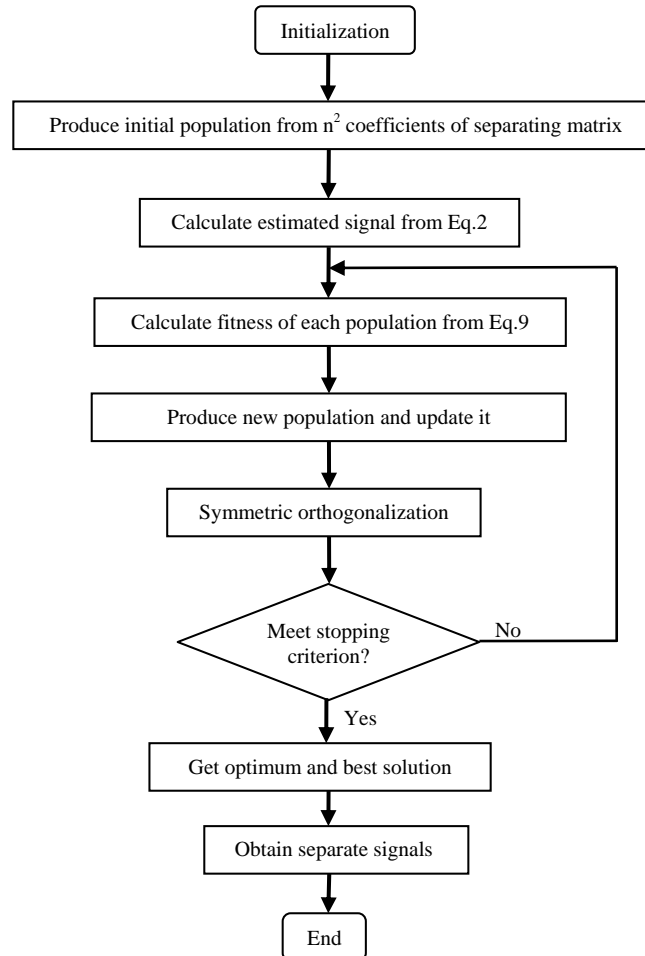 Initialization
Produce initial population from n² coefficients of separating matrix
Calculate estimated signal from Eq.2
Calculate fitness of each population from Eq.9
Produce new population and update it
Symmetric orthogonalization
Meet stopping
criterion?
No
Yes
Get optimum and best solution
Obtain separate signals
End